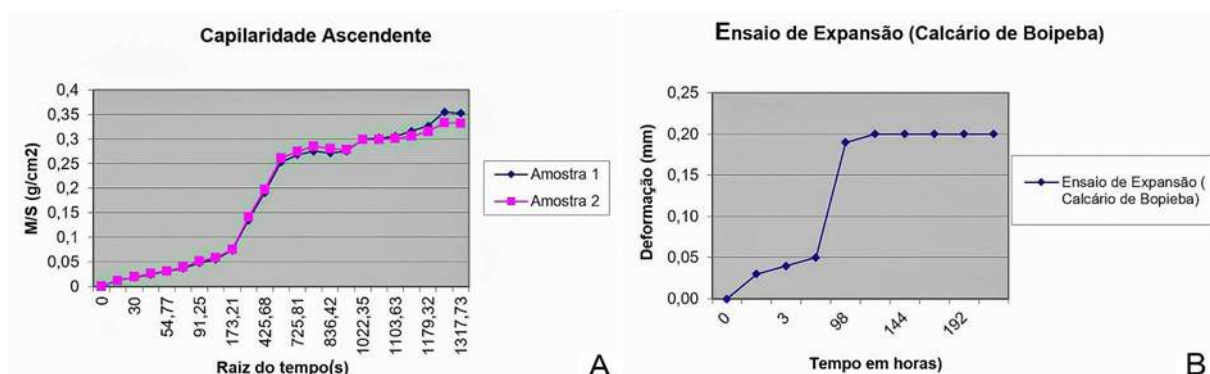 Capilaridade Ascendente
M/S (g/cm2)
0,4
0,35
0,3
0,25
0,2
0,15
0,1
0,05
0
0
30
54,77
91,25
173,21
425,68
725,81
836,42
1022,35
1103,63
1179,32
1317,73
Raiz do tempo(s)
Amostra 1
Amostra 2
A
Ensaio de Expansão (Calcário de Boipeba)
Deformação (mm)
0,25
0,20
0,15
0,10
0,05
0,00
0
3
98
144
192
Tempo em horas)
Ensaio de Expansão (
Calcário de Bopieba)
B